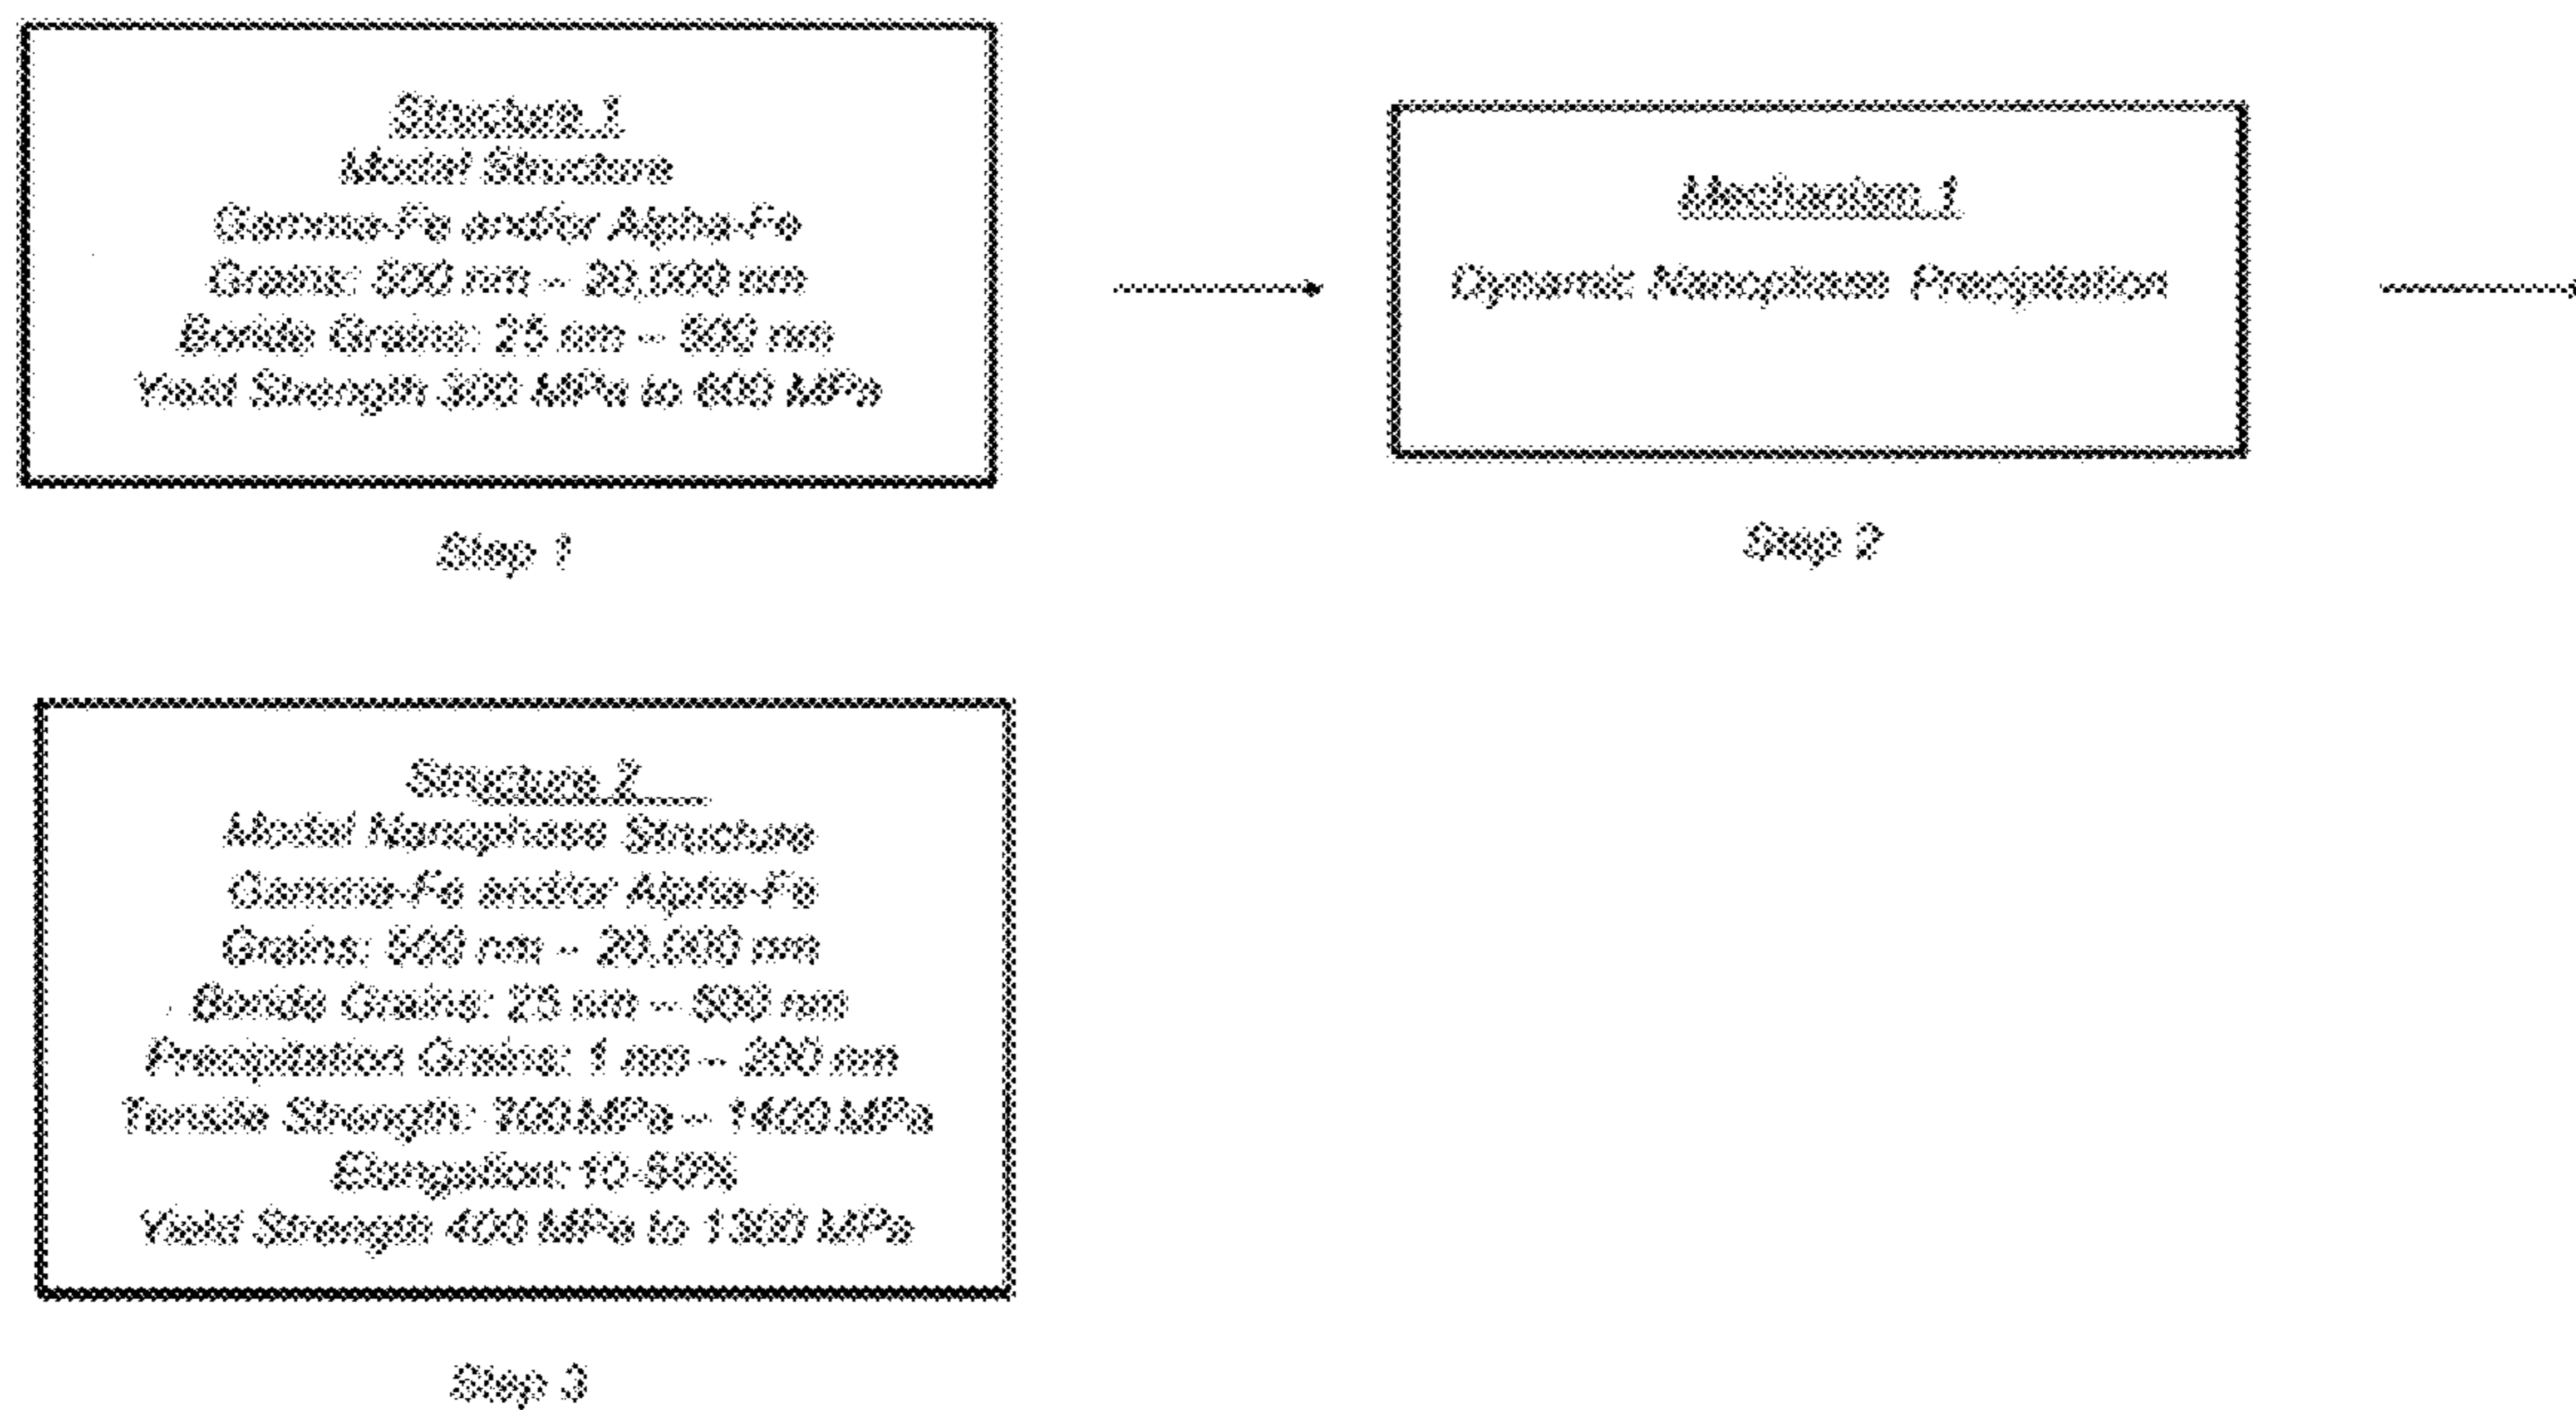 Structure 1
Modal Structure
Gamma-Fe and/or Alpha-Fe
Grains: 500 nm – 20,000 nm
Boride Grains: 25 nm – 500 nm
Yield Strength 300 MPa to 600 MPa
Step 1
Mechanism 1
Dynamic Nanophase Precipitation
Step 2
Structure 2
Modal Nanophase Structure
Gamma-Fe and/or Alpha-Fe
Grains: 500 nm – 20,000 nm
Boride Grains: 25 nm – 500 nm
Precipitation Grains: 1 nm – 200 nm
Tensile Strength: 700 MPa – 1400 MPa
Elongation: 10-50%
Yield Strength 400 MPa to 1300 MPa
Step 3